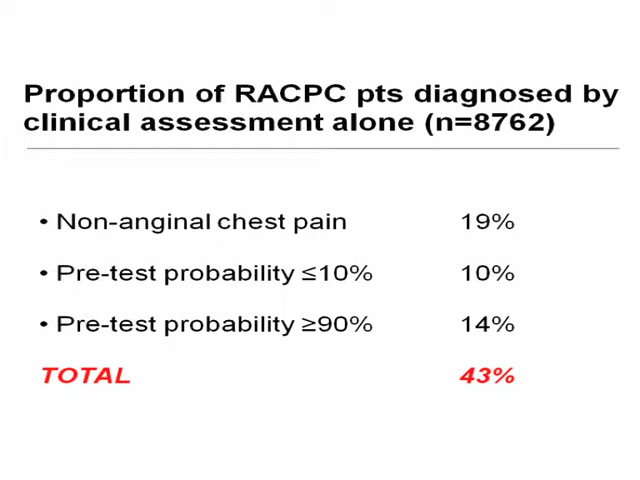 Proportion of RACPC pts diagnosed by
clinical assessment alone (n=8762)
• Non-anginal chest pain 19%
• Pre-test probability ≤10% 10%
• Pre-test probability ≥90% 14%
TOTAL 43%